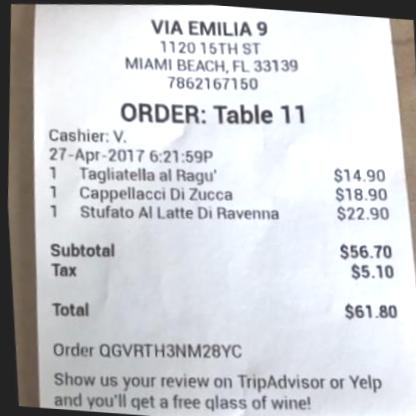 VIA EMILIA 9
1120 15TH ST
MIAMI BEACH, FL 33139
7862167150
ORDER: Table 11
Cashier: V.
27-Apr-2017 6:21:59P
1 Tagliatella al Ragu' $14.90
1 Cappellacci Di Zucca $18.90
1 Stufato Al Latte Di Ravenna $22.90
Subtotal $56.70
Tax $5.10
Total $61.80
Order QGVRTH3NM28YC
Show us your review on TripAdvisor or Yelp
and you'll get a free glass of wine!